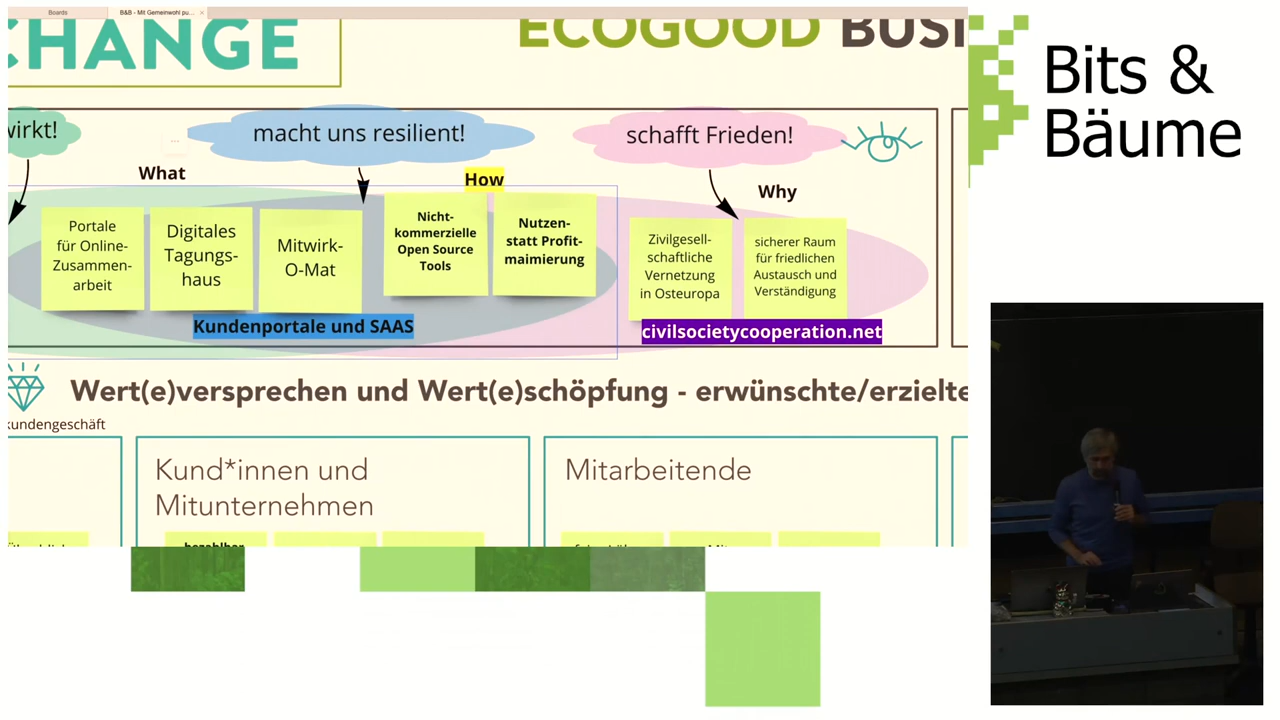 Boards
B&B - Mit Gemeinwohl pu...
CHANGE
ECOGOOD BUSI
wirkt!
macht uns resilient!
schafft Frieden!
What
How
Why
Portale
für Online-
Zusammen-
arbeit
Digitales
Tagungs-
haus
Mitwirk-
O-Mat
Nicht-
kommerzielle
Open Source
Tools
Nutzen-
statt Profit-
maimierung
Zivilgesell-
schaftliche
Vernetzung
in Osteuropa
sicherer Raum
für friedlichen
Austausch und
Verständigung
Kundenportale und SAAS
civilsocietycooperation.net
Wert(e)versprechen und Wert(e)schöpfung - erwünschte/erzielte
kundengeschäft
Kund*innen und
Mitunternehmen
Mitarbeitende
bezahlbar
Bits &
Bäume